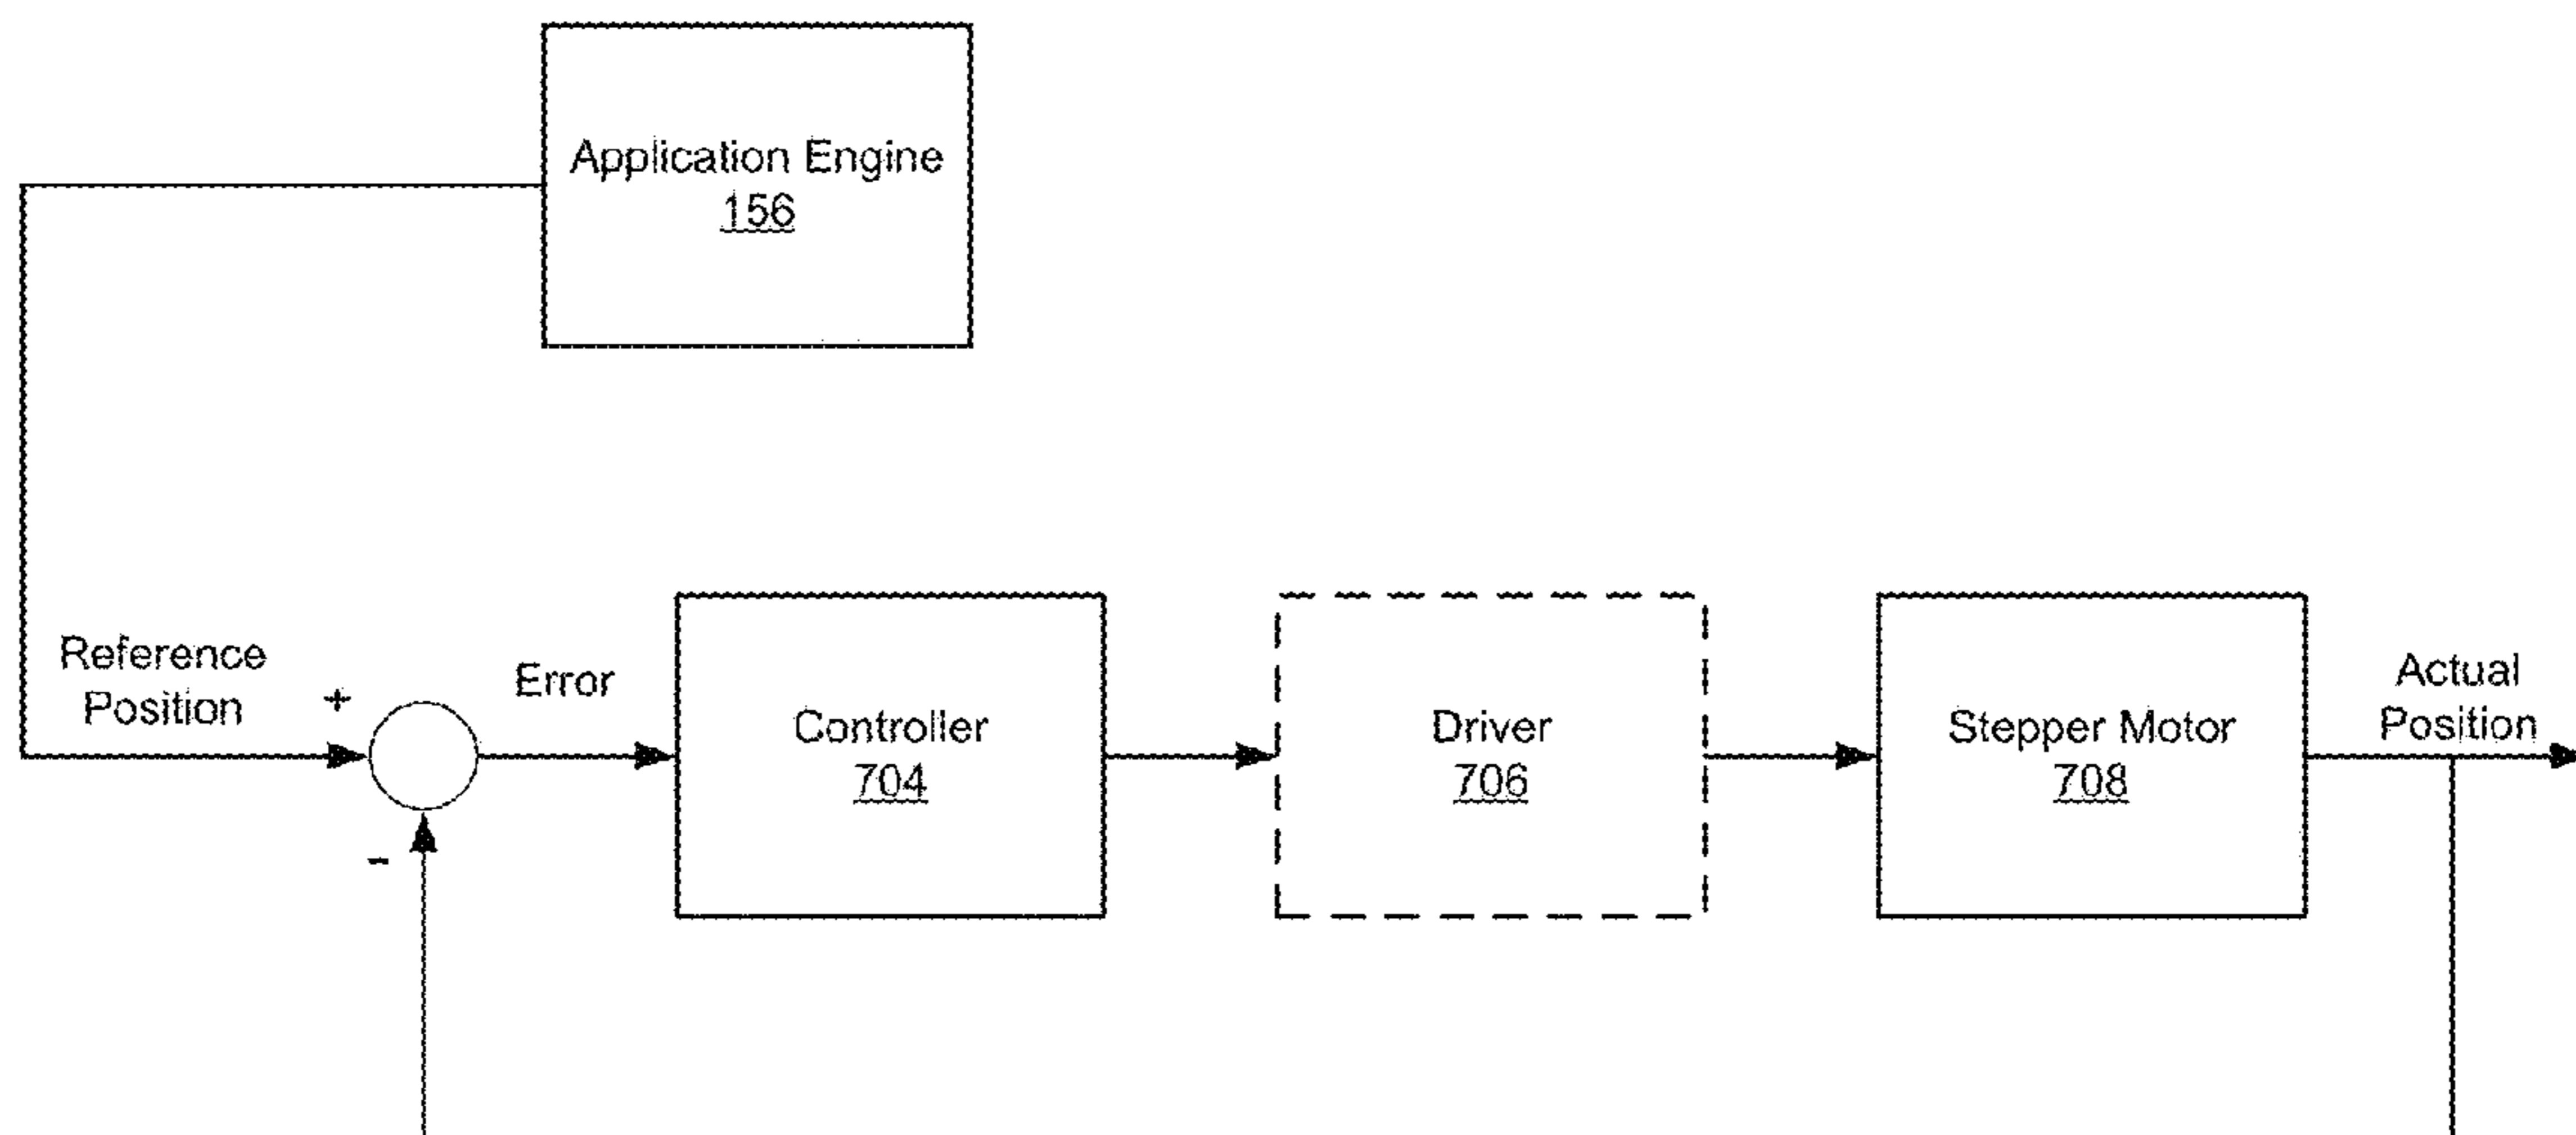 Application Engine
156
Reference
Position
+
Error
-
Controller
704
Driver
706
Stepper Motor
708
Actual
Position